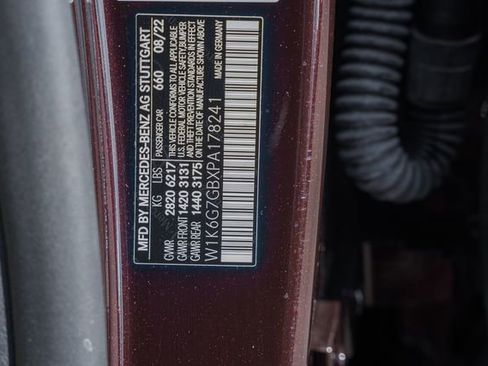 MFD BY MERCEDES-BENZ AG STUTTGART
PASSENGER CAR 660 08/22
KG LBS
GAWR 2820 6217
GAWR FRONT 1420 3131
GAWR REAR 1440 3175
THIS VEHICLE CONFORMS TO ALL APPLICABLE
U.S. FEDERAL MOTOR VEHICLE SAFETY, BUMPER
AND THEFT PREVENTION STANDARDS IN EFFECT
ON THE DATE OF MANUFACTURE SHOWN ABOVE
W1K6G7GBXPA178241
MADE IN GERMANY